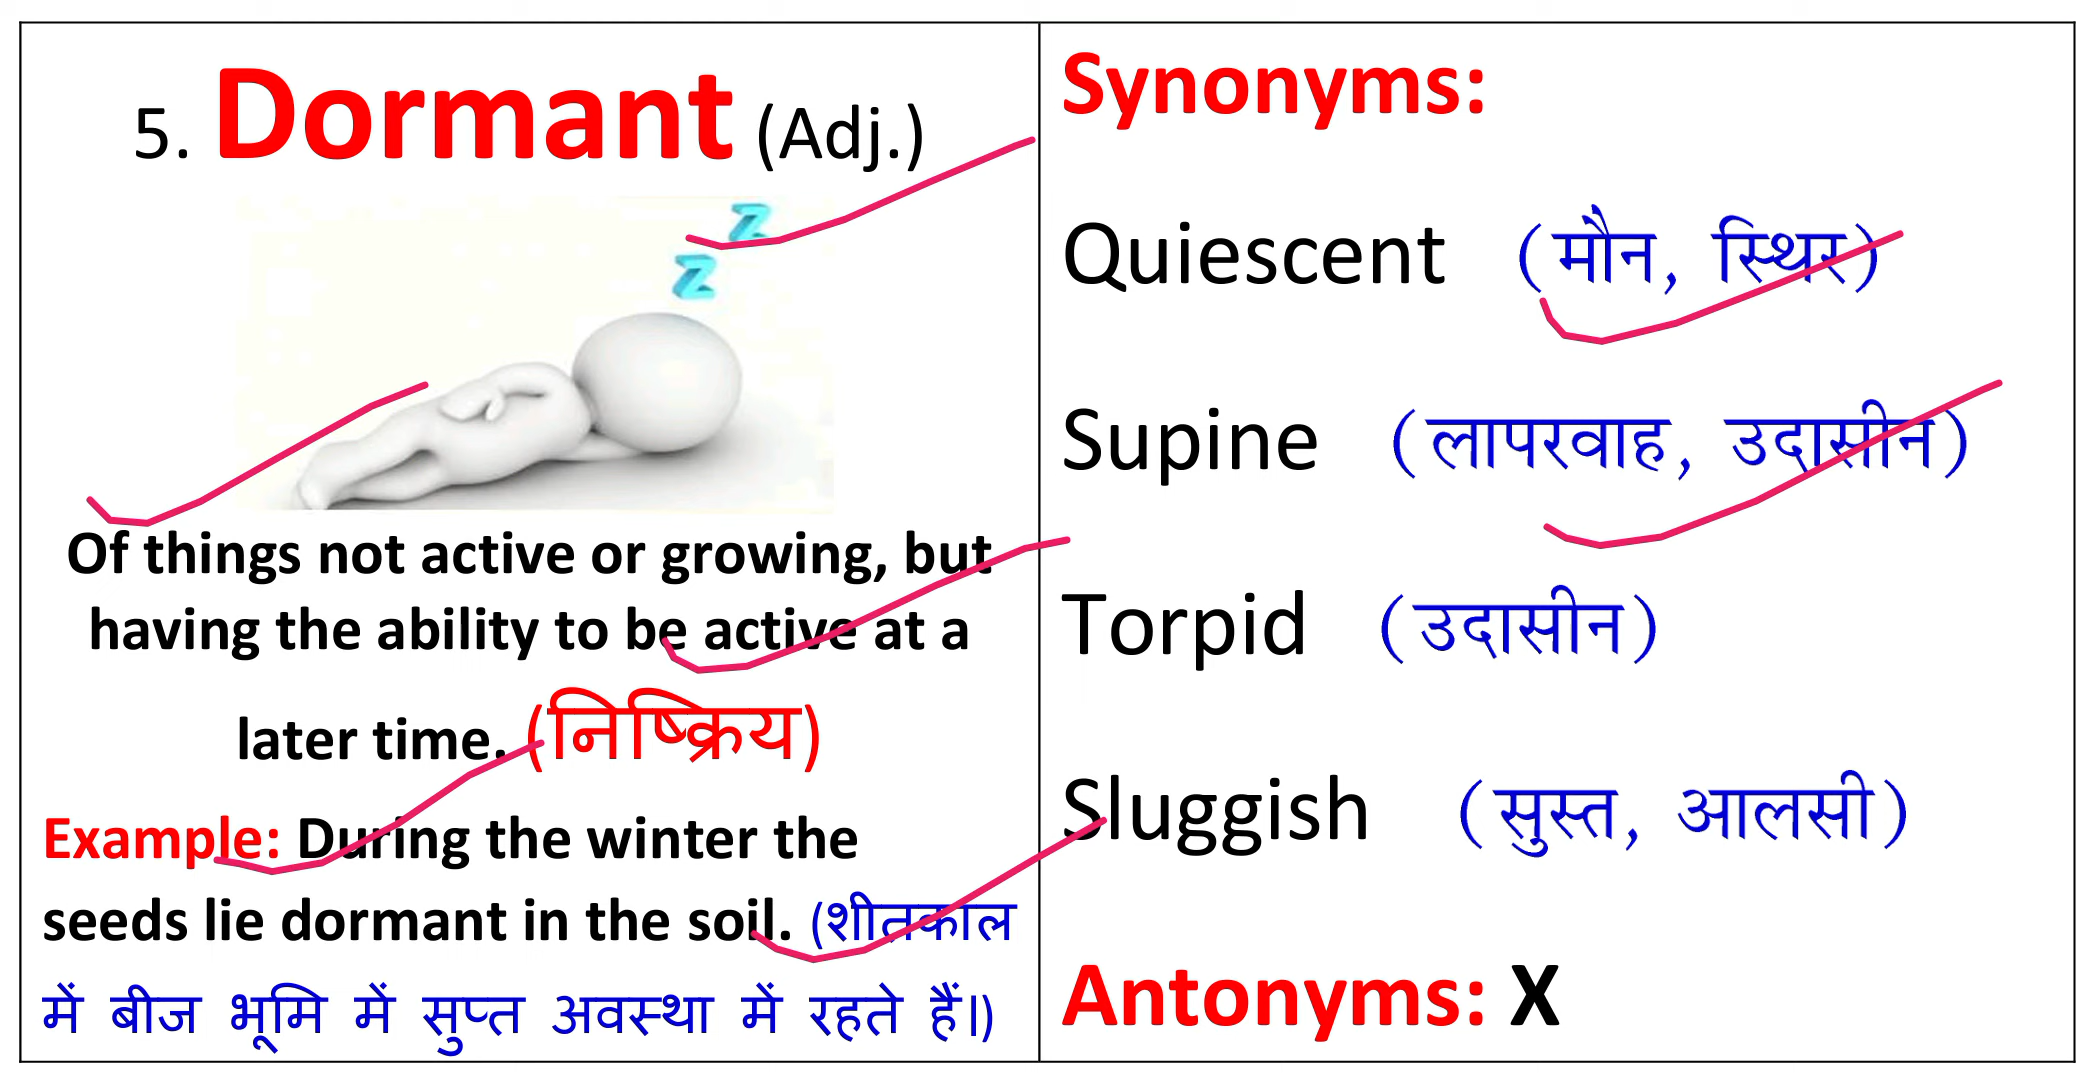 5. Dormant (Adj.)
Z
Z
Of things not active or growing, but
having the ability to be active at a
later time. (निष्क्रिय)
Example: During the winter the
seeds lie dormant in the soil. (शीतकाल
में बीज भूमि में सुप्त अवस्था में रहते हैं।)
Synonyms:
Quiescent (मौन, स्थिर)
Supine (लापरवाह, उदासीन)
Torpid (उदासीन)
Sluggish (सुस्त, आलसी)
Antonyms: X